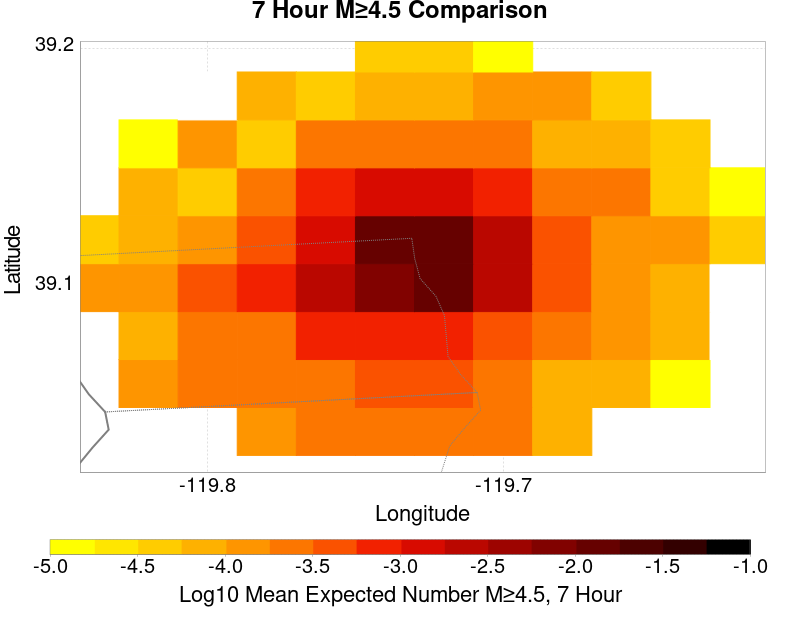 7 Hour M≥4.5 Comparison
39.2
39.1
Latitude
-119.8 -119.7
Longitude
-5.0 -4.5 -4.0 -3.5 -3.0 -2.5 -2.0 -1.5 -1.0
Log10 Mean Expected Number M≥4.5, 7 Hour